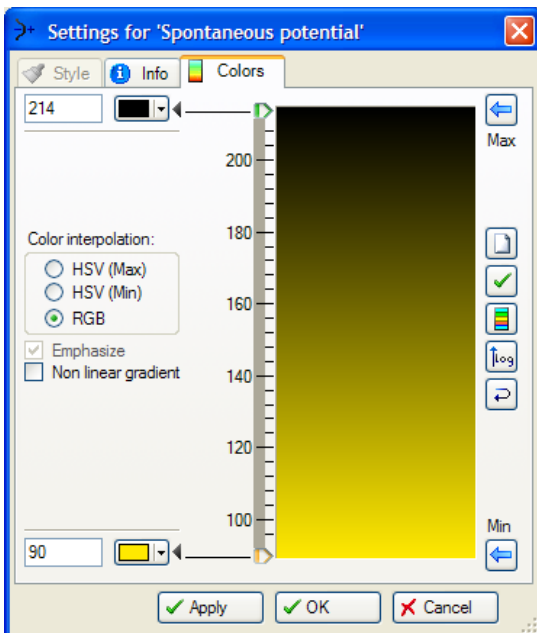 Settings for 'Spontaneous potential'
Style Info Colors
214
Max
200
180
Color interpolation:
HSV (Max)
HSV (Min)
RGB
160
Emphasize
Non linear gradient
log
140
120
100
Min
90
Apply OK Cancel